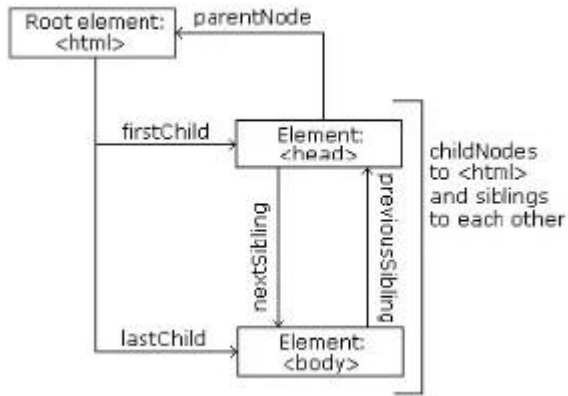 Root element:
<html>
parentNode
firstChild
Element:
<head>
childNodes
to <html>
and siblings
to each other
nextSibling
previousSibling
lastChild
Element:
<body>